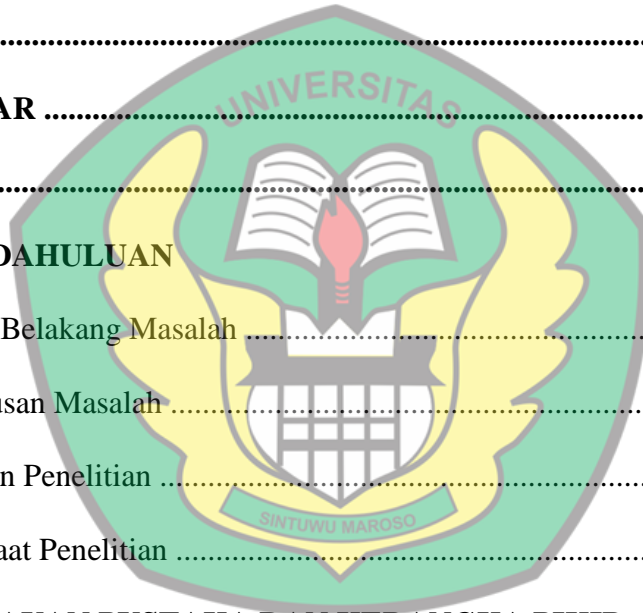 ..........................................................................................
AR ..........................................................................................
UNIVERSITAS
..........................................................................................
DAHULUAN
Belakang Masalah ..........................................................
usan Masalah ..........................................................
n Penelitian ..........................................................
SINTUWU MAROSO
aat Penelitian ..........................................................